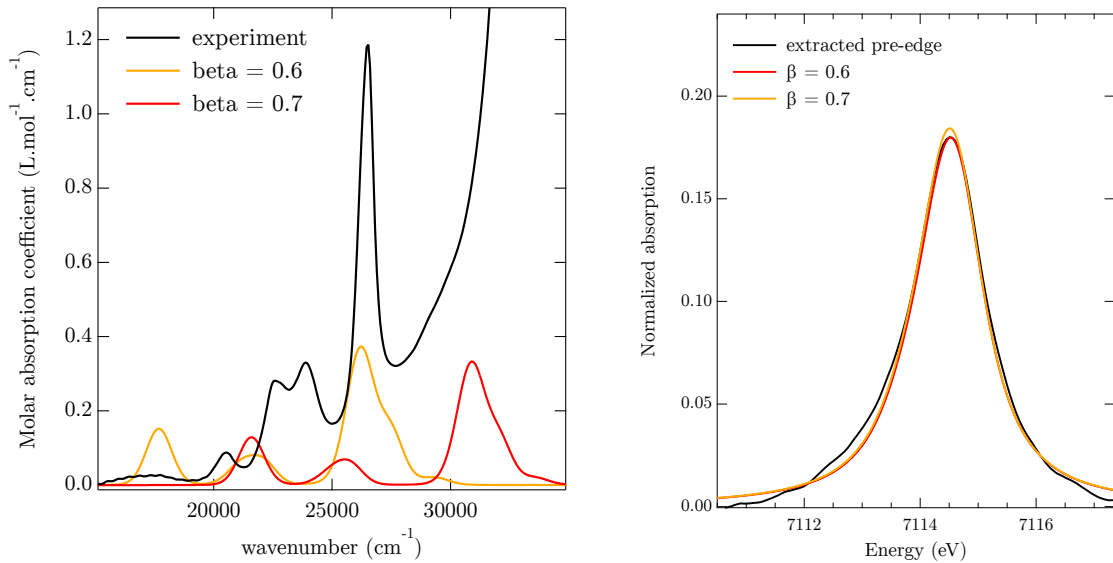 Molar absorption coefficient (L.mol⁻¹.cm⁻¹)
1.2
1.0
0.8
0.6
0.4
0.2
0.0
experiment
beta = 0.6
beta = 0.7
20000 25000 30000
wavenumber (cm⁻¹)
Normalized absorption
0.20
0.15
0.10
0.05
0.00
extracted pre-edge
β = 0.6
β = 0.7
7112 7114 7116
Energy (eV)